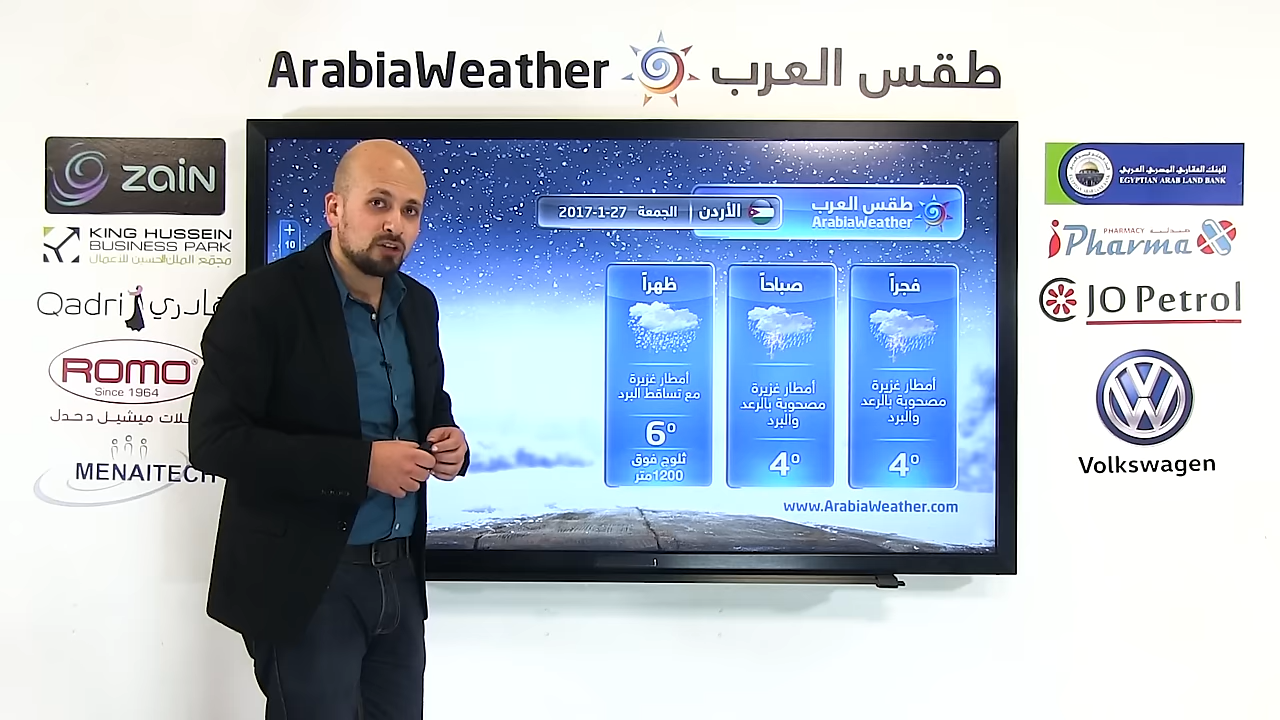 ArabiaWeather طقس العرب
zain
KING HUSSEIN
BUSINESS PARK
مجمع الملك الحسين للأعمال
Qadri
ROMO
Since 1964
ميشيل دحدل
MENAITECH
+
10
الأردن | الجمعة 27-1-2017
طقس العرب
ArabiaWeather
فجراً
أمطار غزيرة
مصحوبة بالرعد
والبرد
4°
صباحاً
أمطار غزيرة
مصحوبة بالرعد
والبرد
4°
ظهراً
أمطار غزيرة
مع تساقط البرد
6°
ثلوج فوق
1200متر
www.ArabiaWeather.com
البنك العقاري المصري العربي
EGYPTIAN ARAB LAND BANK
PHARMACY
iPharma
JO Petrol
Volkswagen